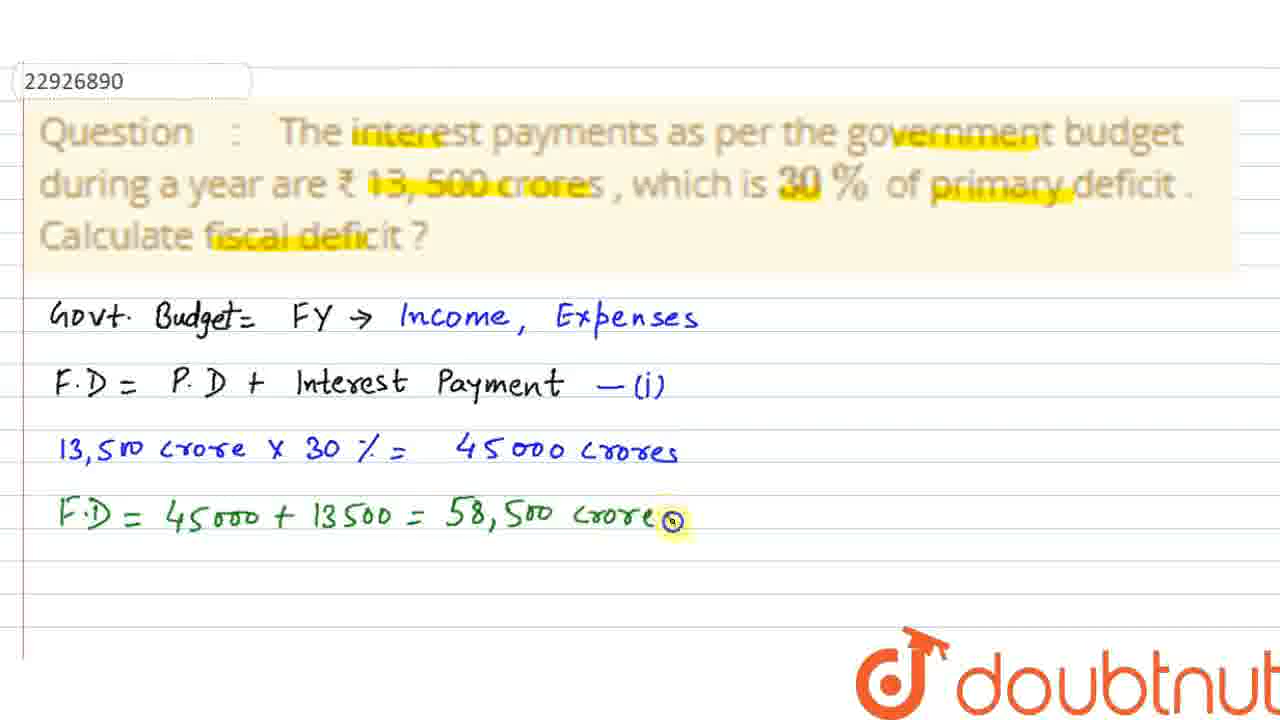 22926890
Question : The interest payments as per the government budget
during a year are ₹ 13, 500 crores , which is 30 % of primary deficit .
Calculate fiscal deficit ?
Govt. Budget = FY → Income, Expenses
F.D = P.D + Interest Payment — (i)
13,500 crore x 30 % = 45000 crores
F.D = 45000 + 13500 = 58,500 crore
doubtnut